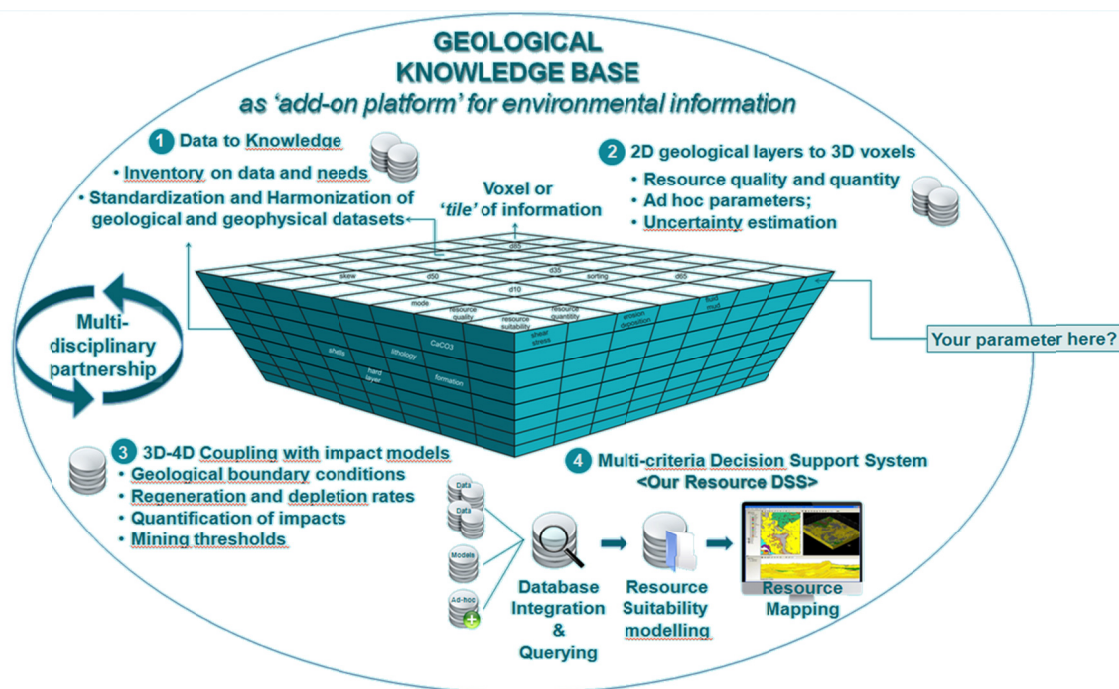 GEOLOGICAL
KNOWLEDGE BASE
as ‘add-on platform’ for environmental information
1 Data to Knowledge
• Inventory on data and needs
• Standardization and Harmonization of
geological and geophysical datasets
Voxel or
‘tile’ of information
2 2D geological layers to 3D voxels
• Resource quality and quantity
• Ad hoc parameters;
• Uncertainty estimation
d85
skew
d50
d35
sorting
d65
d10
mode
resource
quality
resource
suitability
resource
quantitity
shear
stress
erosion
deposition
fluid
mud
shells
lithology
CaCO3
hard
layer
formation
Multi-
disciplinary
partnership
Your parameter here?
3 3D-4D Coupling with impact models
• Geological boundary conditions
• Regeneration and depletion rates
• Quantification of impacts
• Mining thresholds
4 Multi-criteria Decision Support System
<Our Resource DSS>
Data
Data
Models
Ad-hoc
Database
Integration
&
Querying
Resource
Suitability
modelling
Resource
Mapping